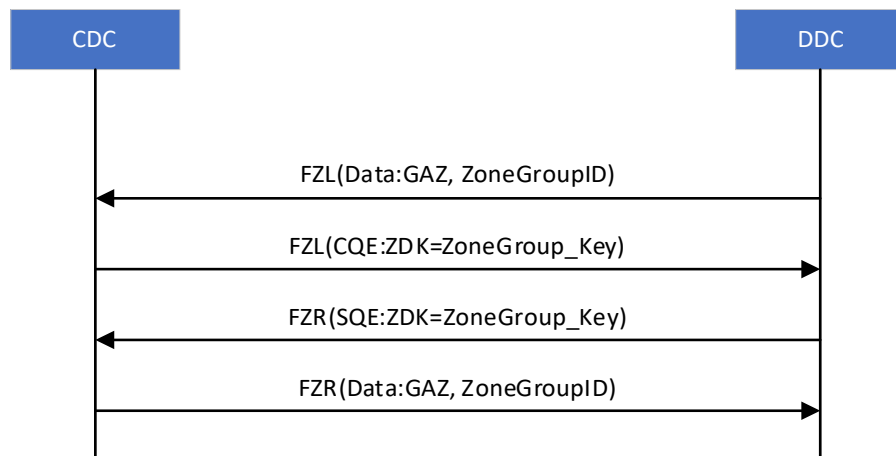 CDC
DDC
FZL(Data:GAZ, ZoneGroupID)
FZL(CQE:ZDK=ZoneGroup_Key)
FZR(SQE:ZDK=ZoneGroup_Key)
FZR(Data:GAZ, ZoneGroupID)